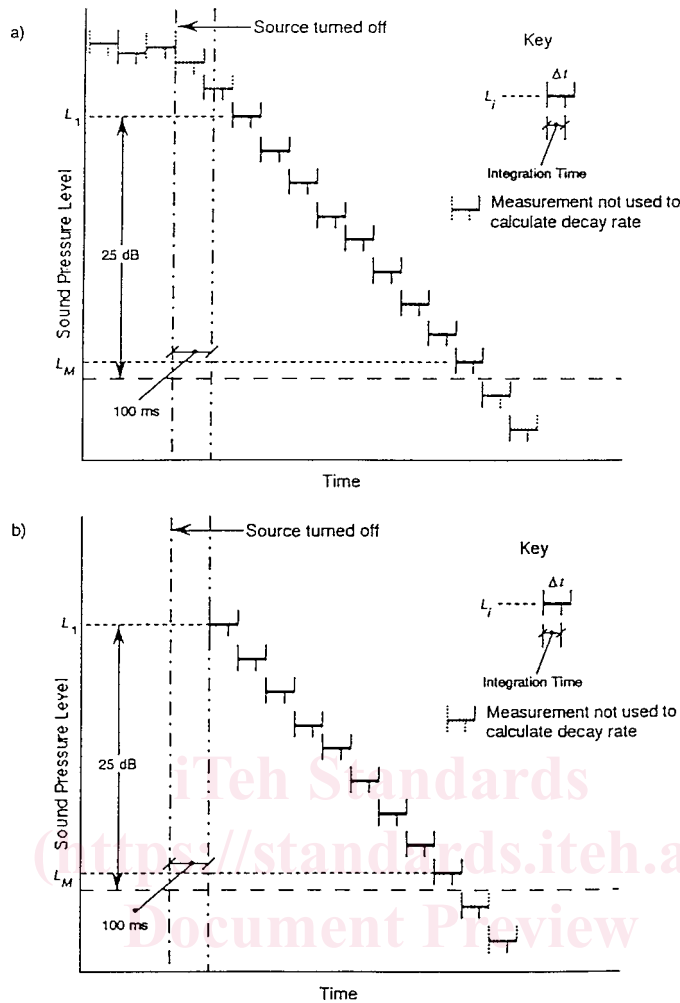 a)
Source turned off
Key
Δt
L1
Li
Integration Time
Measurement not used to
calculate decay rate
Sound Pressure Level
25 dB
LM
100 ms
Time
b)
Source turned off
Key
Δt
L1
Li
Integration Time
Measurement not used to
calculate decay rate
Sound Pressure Level
25 dB
iTeh Standards
(https://standards.iteh.a
LM
100 ms
Document Preview
Time